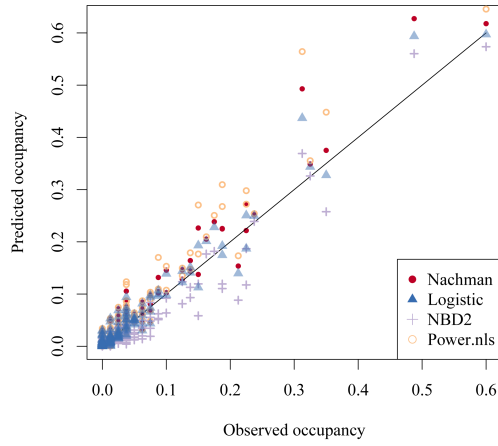 0.6
0.5
0.4
0.3
0.2
0.1
0.0
Predicted occupancy
Nachman
Logistic
NBD2
Power.nls
0.0 0.1 0.2 0.3 0.4 0.5 0.6
Observed occupancy